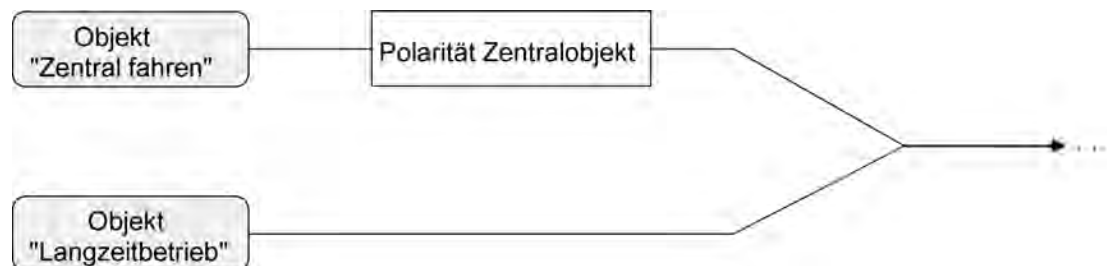 Objekt
"Zentral fahren"
Polarität Zentralobjekt
...
Objekt
"Langzeitbetrieb"